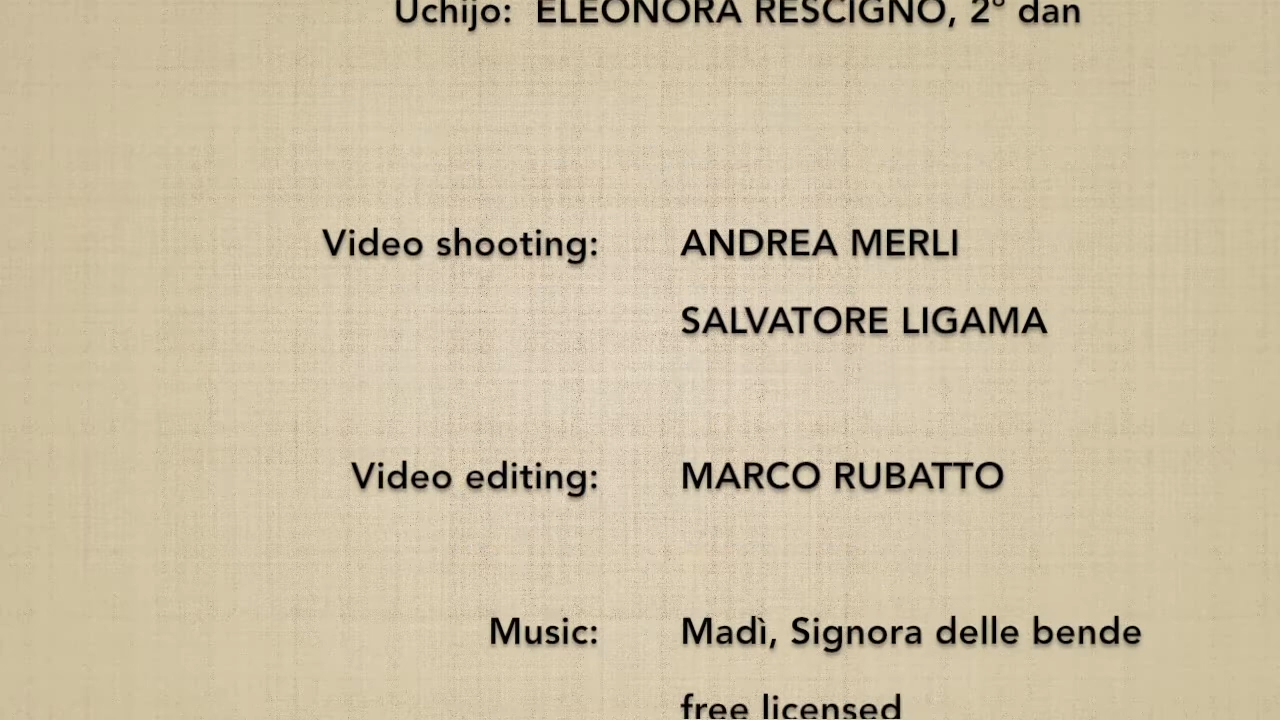 Uchijo: ELEONORA RESCIGNO, 2° dan
Video shooting: ANDREA MERLI
SALVATORE LIGAMA
Video editing: MARCO RUBATTO
Music: Madì, Signora delle bende
free licensed